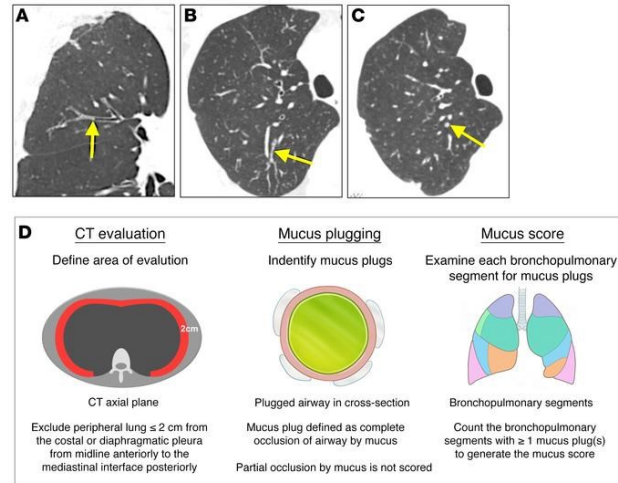 A
B
C
D
CT evaluation
Define area of evalution
2cm
CT axial plane
Exclude peripheral lung ≤ 2 cm from
the costal or diaphragmatic pleura
from midline anteriorly to the
mediastinal interface posteriorly
Mucus plugging
Indentify mucus plugs
Plugged airway in cross-section
Mucus plug defined as complete
occlusion of airway by mucus
Partial occlusion by mucus is not scored
Mucus score
Examine each bronchopulmonary
segment for mucus plugs
Bronchopulmonary segments
Count the bronchopulmonary
segments with ≥ 1 mucus plug(s)
to generate the mucus score